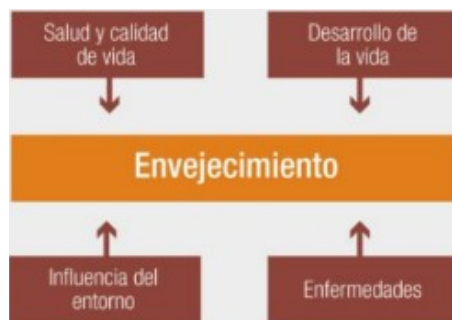 Salud y calidad
de vida
Desarrollo de
la vida
Envejecimiento
Influencia del
entorno
Enfermedades